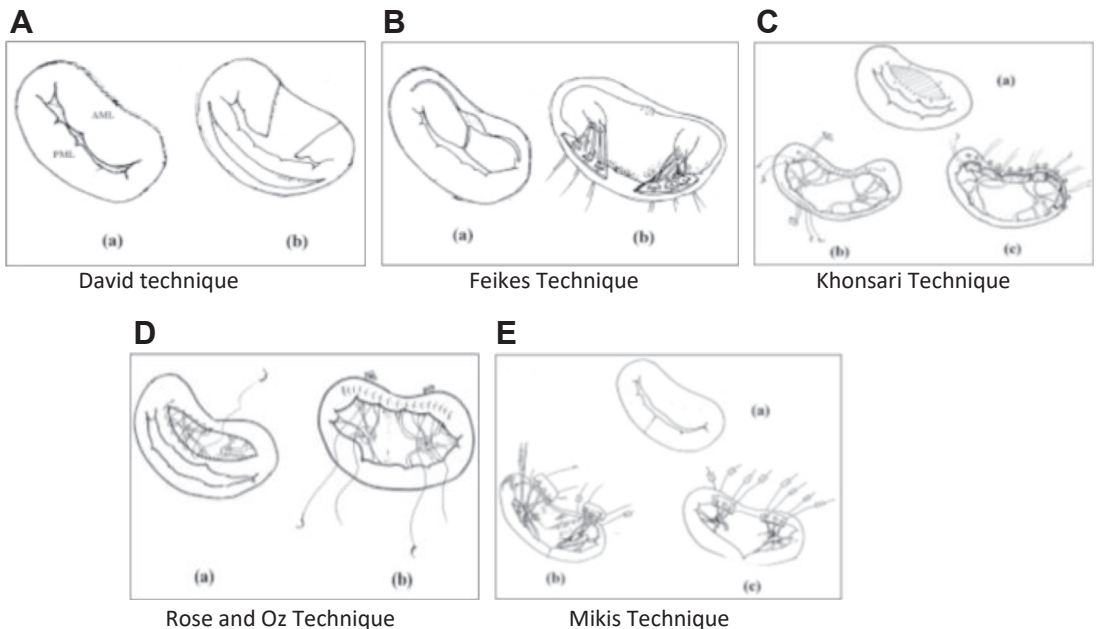 A
AML
PML
(a)
(b)
David technique
B
(a)
(b)
Feikes Technique
C
(a)
(b)
(c)
Khonsari Technique
D
(a)
(b)
Rose and Oz Technique
E
(a)
(b)
(c)
Mikis Technique